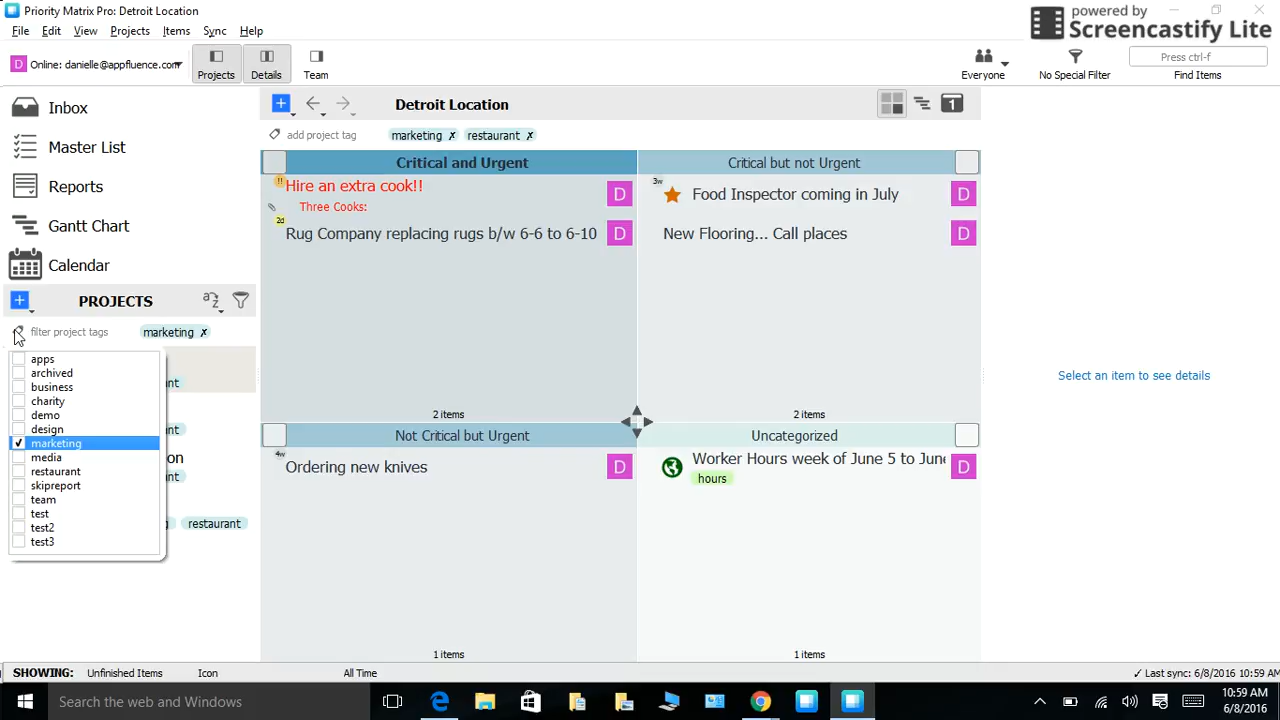 Priority Matrix Pro: Detroit Location
powered by
Screencastify Lite
File Edit View Projects Items Sync Help
D Online: danielle@appfluence.com
Projects
Details
Team
Everyone
No Special Filter
Press ctrl-f
Find Items
Inbox
Master List
Reports
Gantt Chart
Calendar
PROJECTS
filter project tags marketing x
apps
archived
business
charity
demo
design
marketing
media
restaurant
skipreport
team
test
test2
test3
restaurant
Detroit Location
1
add project tag marketing x restaurant x
Critical and Urgent
!! Hire an extra cook!! D
Three Cooks:
2d Rug Company replacing rugs b/w 6-6 to 6-10 D
2 items
Critical but not Urgent
3w Food Inspector coming in July D
New Flooring... Call places D
2 items
Not Critical but Urgent
4w Ordering new knives D
1 items
Uncategorized
Worker Hours week of June 5 to June D
hours
1 items
Select an item to see details
SHOWING: Unfinished Items Icon All Time
✓ Last sync: 6/8/2016 10:59 AM
Search the web and Windows
10:59 AM
6/8/2016